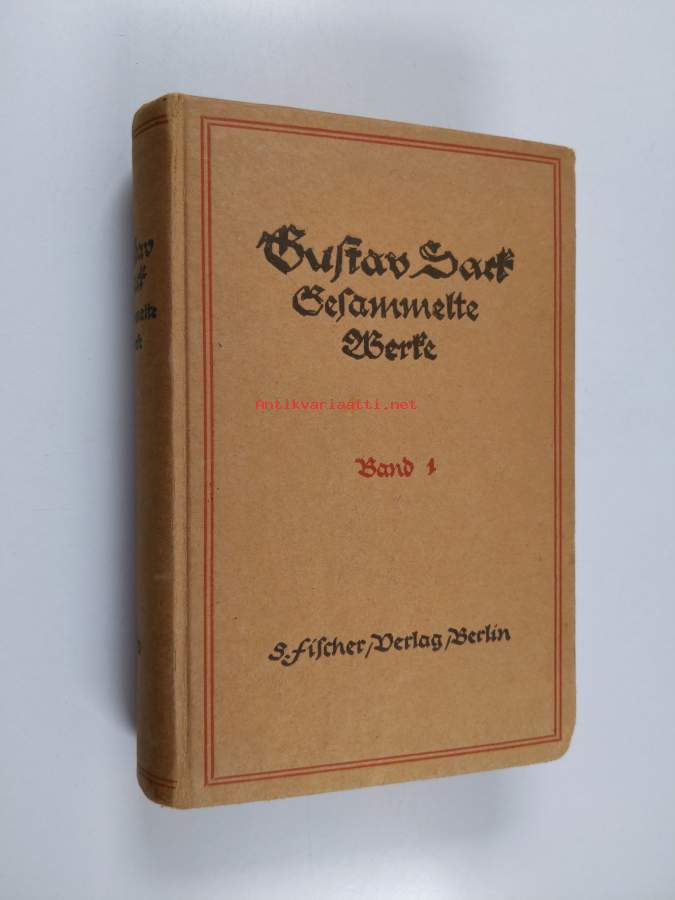 Gustav Sack
Gesammelte
Werke
Antikvariaatti.net
Band 1
S. Fischer / Verlag / Berlin